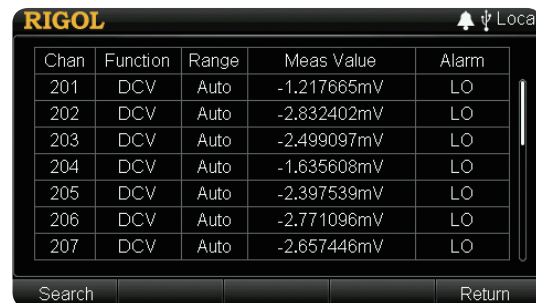 RIGOL Loca
Chan Function Range Meas Value Alarm
201 DCV Auto -1.217665mV LO
202 DCV Auto -2.832402mV LO
203 DCV Auto -2.499097mV LO
204 DCV Auto -1.635608mV LO
205 DCV Auto -2.397539mV LO
206 DCV Auto -2.771096mV LO
207 DCV Auto -2.657446mV LO
Search Return